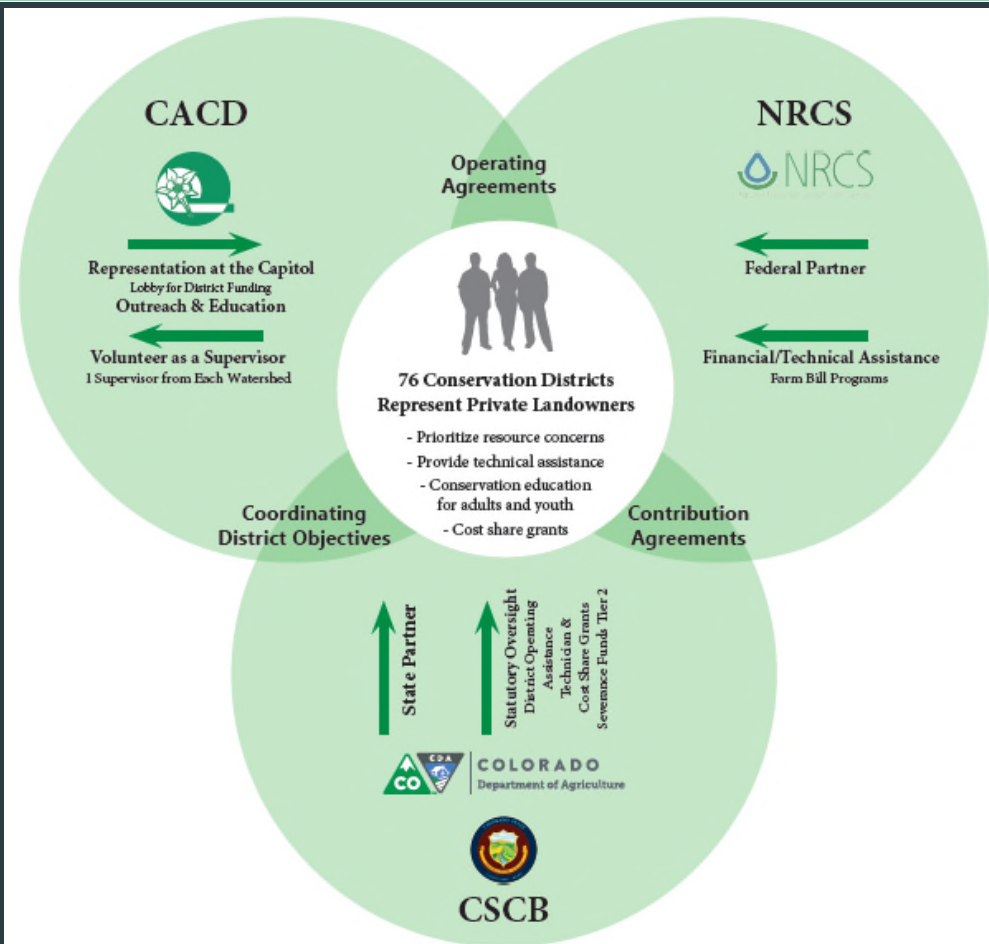 CACD
Representation at the Capitol
Lobby for District Funding
Outreach & Education
Volunteer as a Supervisor
1 Supervisor from Each Watershed
Operating
Agreements
NRCS
NRCS
Federal Partner
Financial/Technical Assistance
Farm Bill Programs
76 Conservation Districts
Represent Private Landowners
- Prioritize resource concerns
- Provide technical assistance
- Conservation education
for adults and youth
- Cost share grants
Coordinating
District Objectives
Contribution
Agreements
State Partner
Statutory Oversight
District Operating
Assistance
Technician &
Cost Share Grants
Severance Funds Tier 2
CO
CDA
COLORADO
Department of Agriculture
CSCB